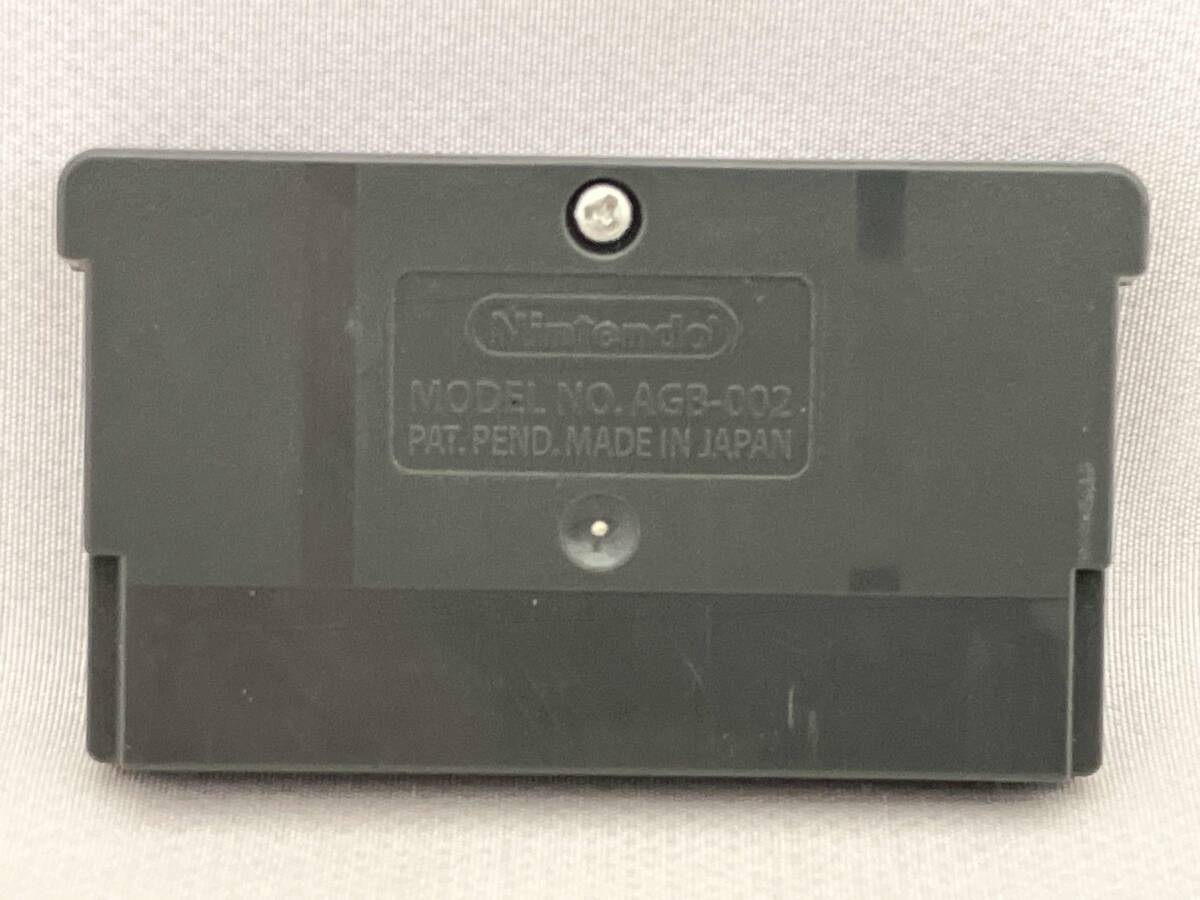 Nintendo
MODEL NO. AGB-002
PAT. PEND. MADE IN JAPAN